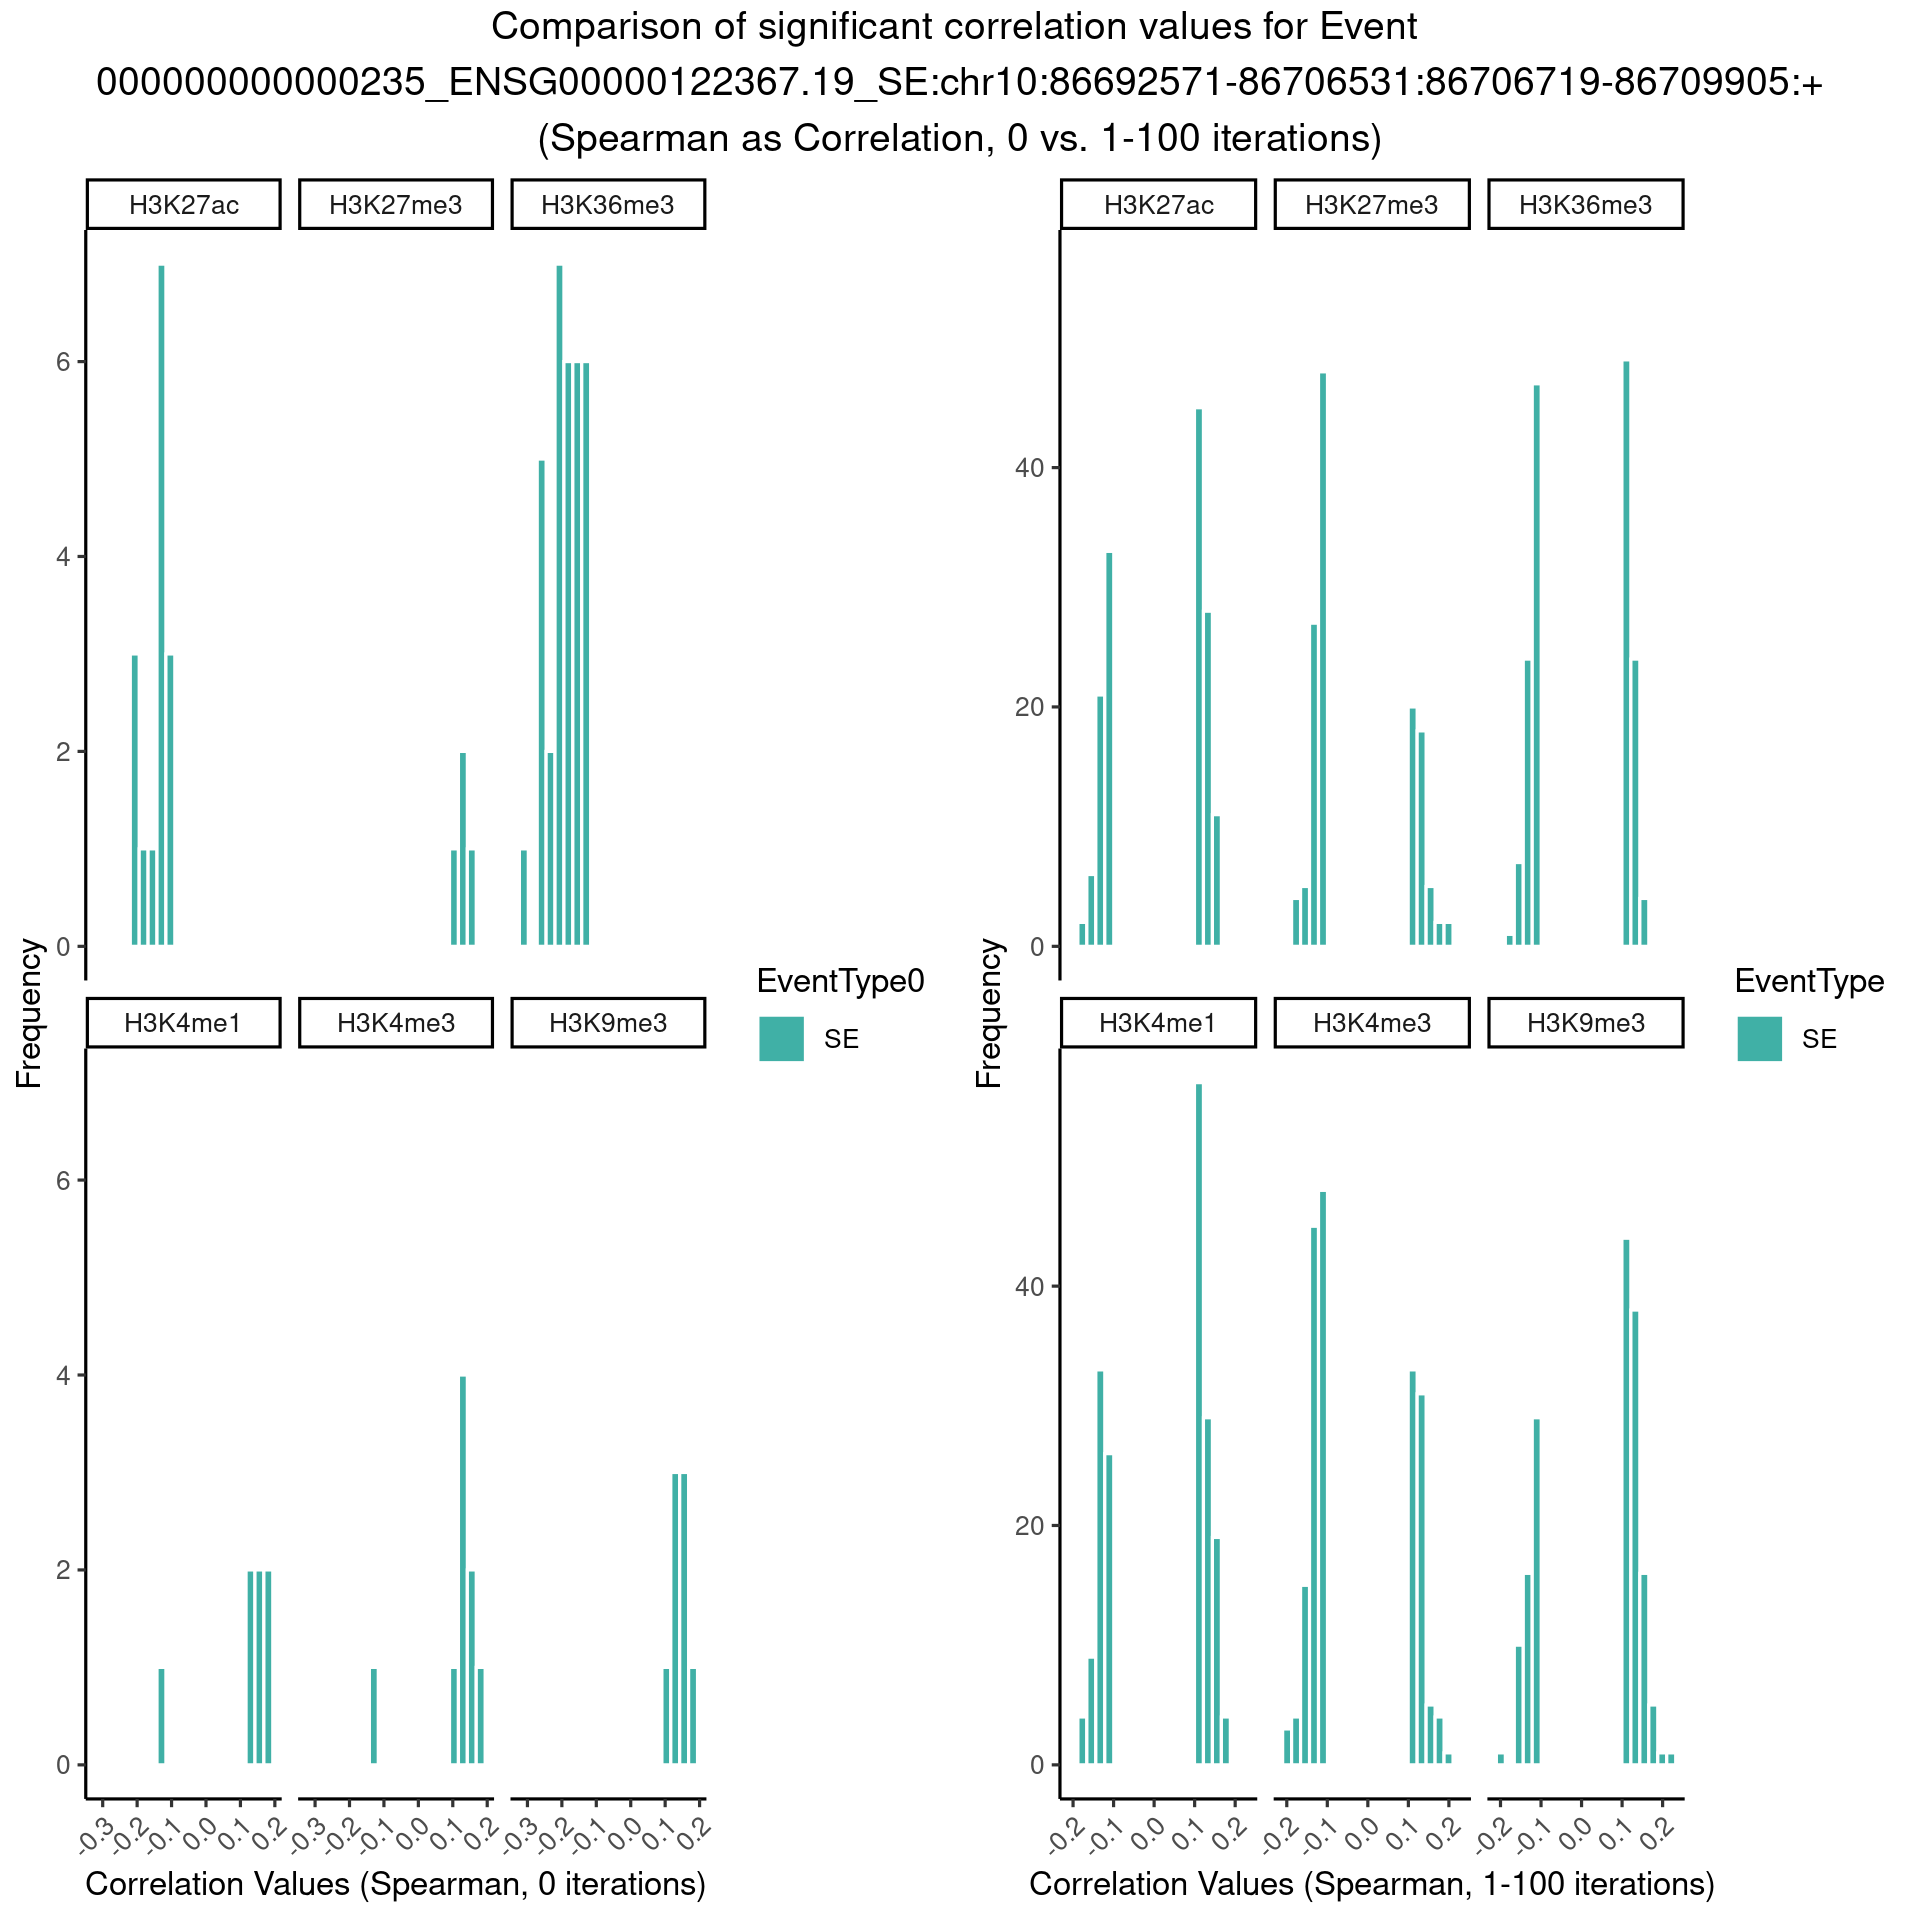 Comparison of significant correlation values for Event
000000000000235_ENSG00000122367.19_SE:chr10:86692571-86706531:86706719-86709905:+
(Spearman as Correlation, 0 vs. 1-100 iterations)
H3K27ac H3K27me3 H3K36me3
6
4
2
0
H3K4me1 H3K4me3 H3K9me3
6
4
2
0
-0.3 -0.2 -0.1 0.0 0.1 0.2 -0.3 -0.2 -0.1 0.0 0.1 0.2 -0.3 -0.2 -0.1 0.0 0.1 0.2
Correlation Values (Spearman, 0 iterations)
Frequency
EventType0
SE
H3K27ac H3K27me3 H3K36me3
40
20
0
H3K4me1 H3K4me3 H3K9me3
40
20
0
-0.2 -0.1 0.0 0.1 0.2 -0.2 -0.1 0.0 0.1 0.2 -0.2 -0.1 0.0 0.1 0.2
Correlation Values (Spearman, 1-100 iterations)
Frequency
EventType
SE